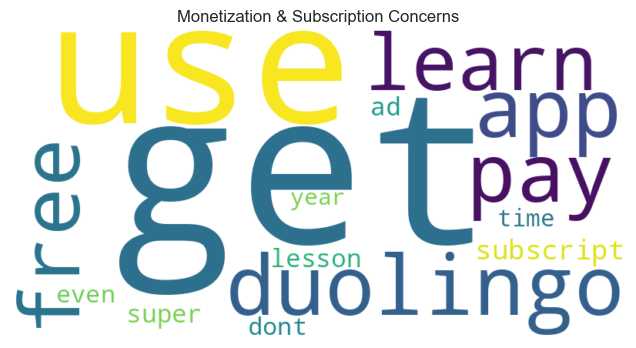 Monetization & Subscription Concerns
use
learn
ad
app
get
free
pay
year
time
subscript
lesson
duolingo
even
super
dont